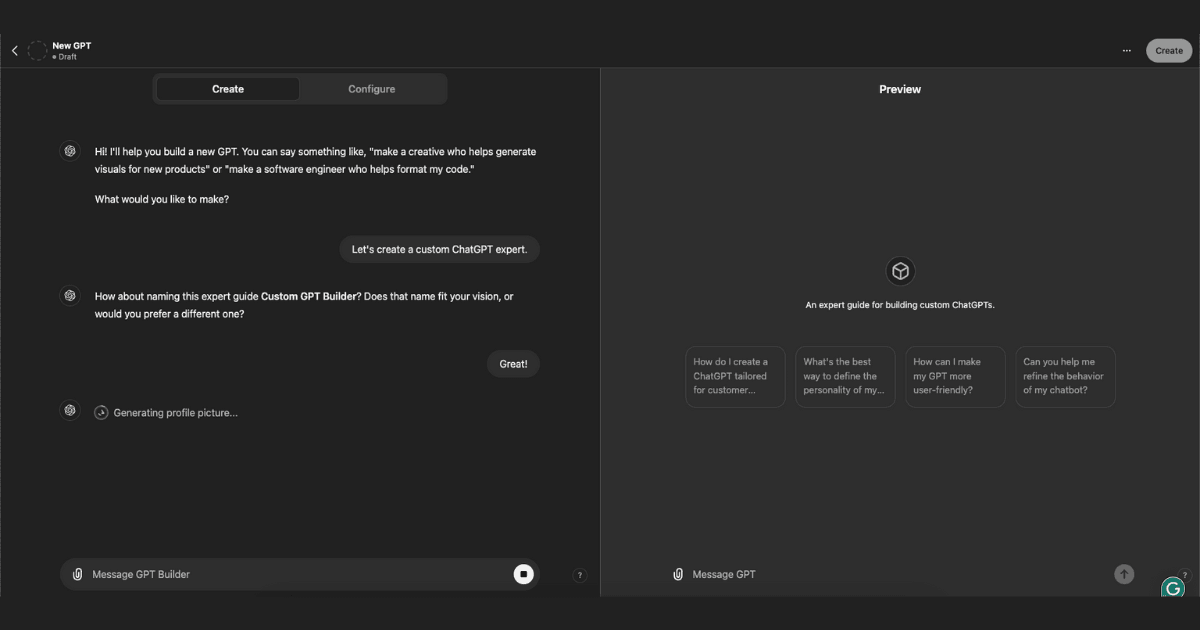 New GPT
Draft
Create
Create
Configure
Preview
Hi! I'll help you build a new GPT. You can say something like, "make a creative who helps generate
visuals for new products" or "make a software engineer who helps format my code."
What would you like to make?
Let's create a custom ChatGPT expert.
How about naming this expert guide Custom GPT Builder? Does that name fit your vision, or
would you prefer a different one?
Great!
Generating profile picture...
Message GPT Builder
?
An expert guide for building custom ChatGPTs.
How do I create a
ChatGPT tailored
for customer...
What's the best
way to define the
personality of my...
How can I make
my GPT more
user-friendly?
Can you help me
refine the behavior
of my chatbot?
Message GPT
?
G